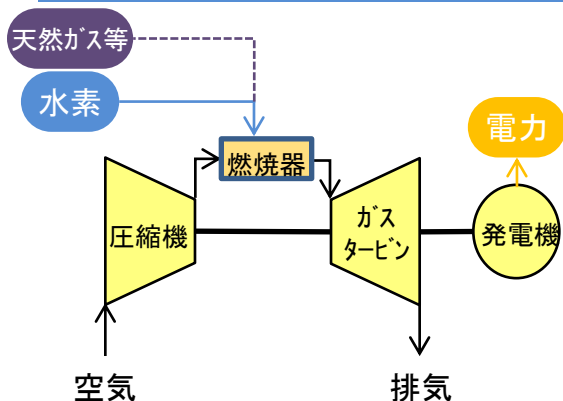 天然ｶﾞｽ等
水素
燃焼器
電力
圧縮機
ｶﾞｽ
ﾀｰﾋﾞﾝ
発電機
空気
排気